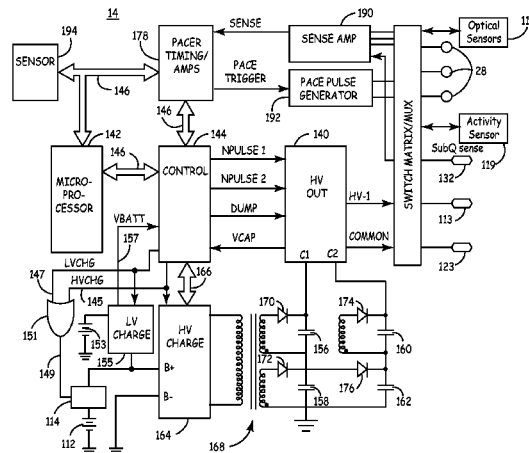 14
194
SENSOR
146
178
PACER
TIMING/
AMPS
SENSE
PACE
TRIGGER
190
SENSE AMP
PACE PULSE
GENERATOR
192
SWITCH MATRIX/MUX
Optical
Sensors
28
Activity
Sensor
119
SubQ sense
132
113
123
142
MICRO-
PROCESSOR
146
146
144
CONTROL
NPULSE 1
NPULSE 2
DUMP
VCAP
140
HV
OUT
HV-1
COMMON
C1
C2
VBATT
157
LVCHG
HVCHG
147
145
151
149
153
155
LV
CHARGE
166
HV
CHARGE
B+
B-
164
114
112
168
170
172
174
176
156
158
160
162